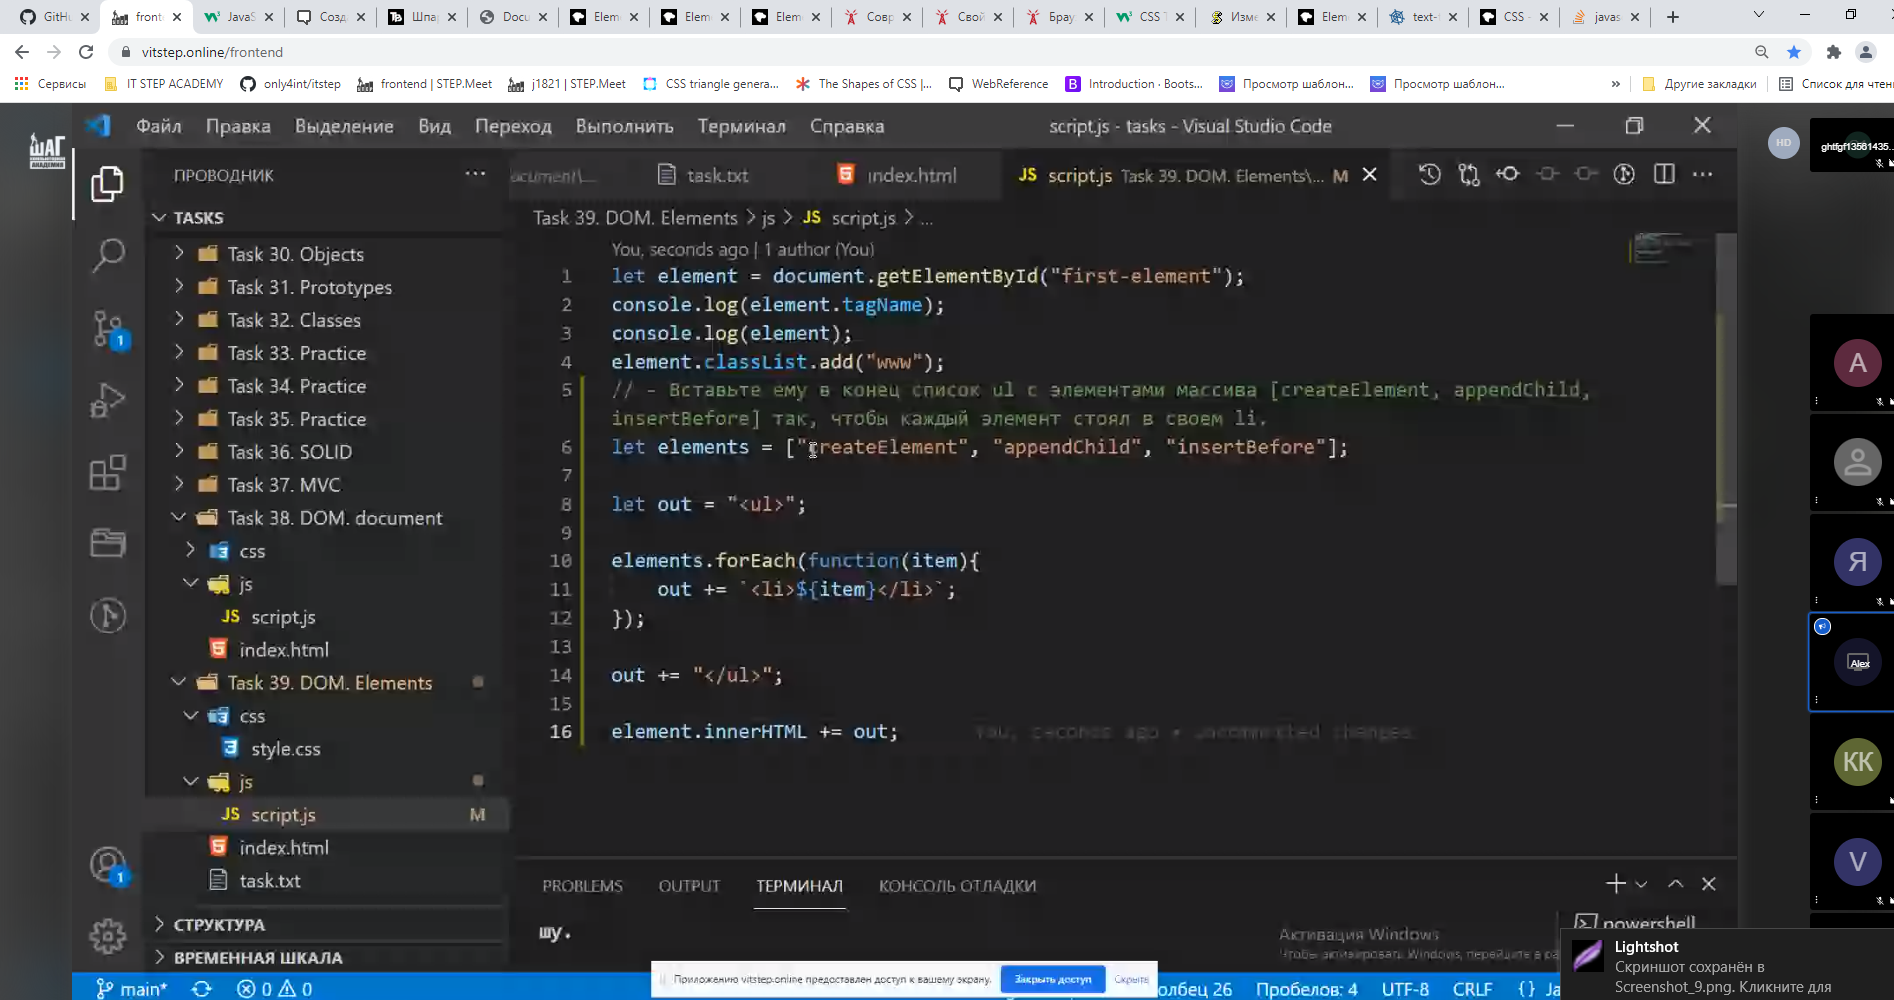 GitHu
front
JavaS
Созд
Шпар
Docu
Eleme
Eleme
Eleme
Совр
Свой
Брау
CSS T
Изме
Eleme
text-
CSS -
javas
vitstep.online/frontend
Сервисы
IT STEP ACADEMY
only4int/itstep
frontend | STEP.Meet
j1821 | STEP.Meet
CSS triangle genera...
The Shapes of CSS |...
WebReference
Introduction · Boots...
Просмотр шаблон...
Просмотр шаблон...
»
Другие закладки
Список для чтен
ШАГ
Файл Правка Выделение Вид Переход Выполнить Терминал Справка
script.js - tasks - Visual Studio Code
HD
ghtfgf13561435...
ПРОВОДНИК
ocument\...
task.txt
index.html
JS script.js Task 39. DOM. Elements\... M
TASKS
Task 39. DOM. Elements > js > JS script.js > ...
Task 30. Objects
Task 31. Prototypes
Task 32. Classes
Task 33. Practice
Task 34. Practice
Task 35. Practice
Task 36. SOLID
Task 37. MVC
Task 38. DOM. document
css
js
JS script.js
index.html
Task 39. DOM. Elements
css
style.css
js
JS script.js M
index.html
task.txt
СТРУКТУРА
ВРЕМЕННАЯ ШКАЛА
1
1
You, seconds ago | 1 author (You)
1 let element = document.getElementById("first-element");
2 console.log(element.tagName);
3 console.log(element);
4 element.classList.add("www");
5 // - Вставьте ему в конец список ul с элементами массива [createElement, appendChild,
insertBefore] так, чтобы каждый элемент стоял в своем li.
6 let elements = ["createElement", "appendChild", "insertBefore"];
7
8 let out = "<ul>";
9
10 elements.forEach(function(item){
11 out += `<li>${item}</li>`;
12 });
13
14 out += "</ul>";
15
16 element.innerHTML += out; You, seconds ago • Uncommitted changes
PROBLEMS OUTPUT ТЕРМИНАЛ КОНСОЛЬ ОТЛАДКИ
шу.
powershell
Активация Windows
Чтобы активировать Windows, перейдите в ра
A
Я
Alex
KK
V
Lightshot
Скриншот сохранён в
Screenshot_9.png. Кликните для
Приложению vitstep.online предоставлен доступ к вашему экрану.
Закрыть доступ
Скрыть
main*
0 0
олбец 26 Пробелов: 4 UTF-8 CRLF {} Ja